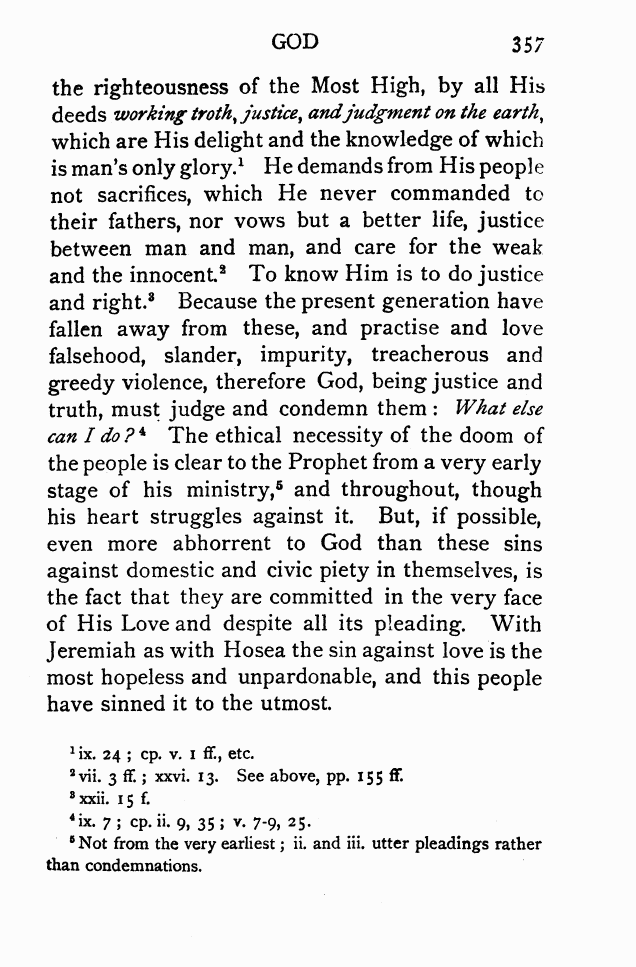 GOD 357
the righteousness of the Most High, by all His
deeds working troth, justice, and judgment on the earth,
which are His delight and the knowledge of which
is man's only glory.¹ He demands from His people
not sacrifices, which He never commanded to
their fathers, nor vows but a better life, justice
between man and man, and care for the weak
and the innocent.² To know Him is to do justice
and right.³ Because the present generation have
fallen away from these, and practise and love
falsehood, slander, impurity, treacherous and
greedy violence, therefore God, being justice and
truth, must judge and condemn them : What else
can I do?⁴ The ethical necessity of the doom of
the people is clear to the Prophet from a very early
stage of his ministry,⁵ and throughout, though
his heart struggles against it. But, if possible,
even more abhorrent to God than these sins
against domestic and civic piety in themselves, is
the fact that they are committed in the very face
of His Love and despite all its pleading. With
Jeremiah as with Hosea the sin against love is the
most hopeless and unpardonable, and this people
have sinned it to the utmost.
¹ ix. 24 ; cp. v. 1 ff., etc.
² vii. 3 ff. ; xxvi. 13. See above, pp. 155 ff.
³ xxii. 15 f.
⁴ ix. 7 ; cp. ii. 9, 35 ; v. 7-9, 25.
⁵ Not from the very earliest ; ii. and iii. utter pleadings rather
than condemnations.